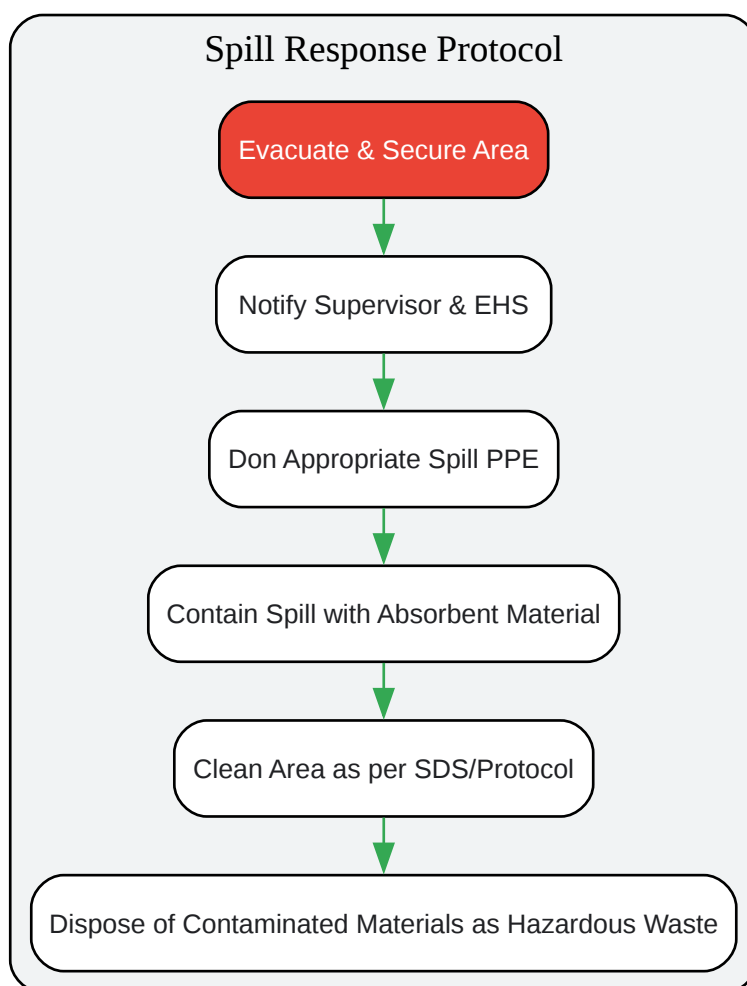 Spill Response Protocol
Evacuate & Secure Area
Notify Supervisor & EHS
Don Appropriate Spill PPE
Contain Spill with Absorbent Material
Clean Area as per SDS/Protocol
Dispose of Contaminated Materials as Hazardous Waste